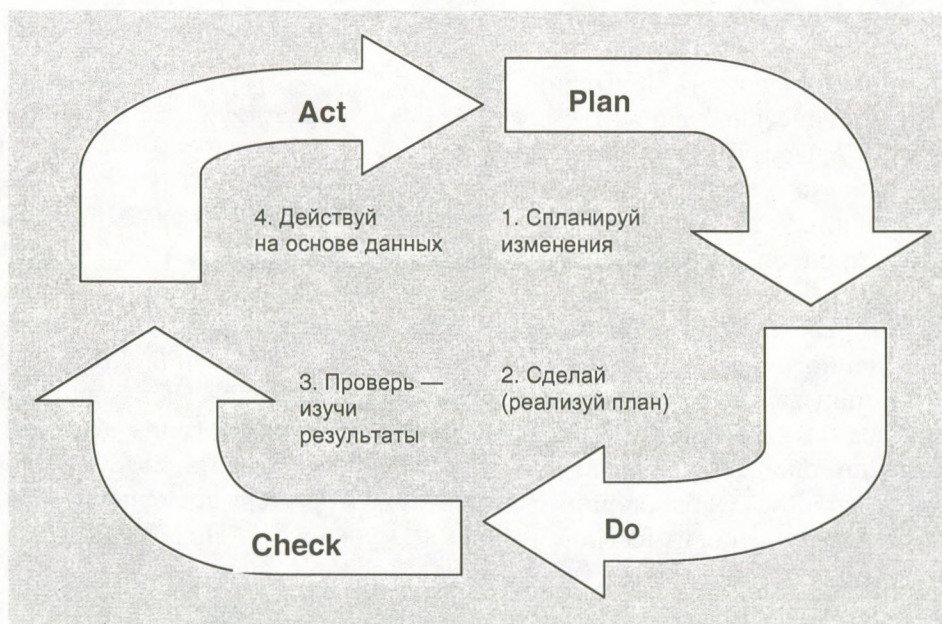 Act
Plan
4. Действуй
на основе данных
1. Спланируй
изменения
3. Проверь —
изучи
результаты
2. Сделай
(реализуй план)
Check
Do